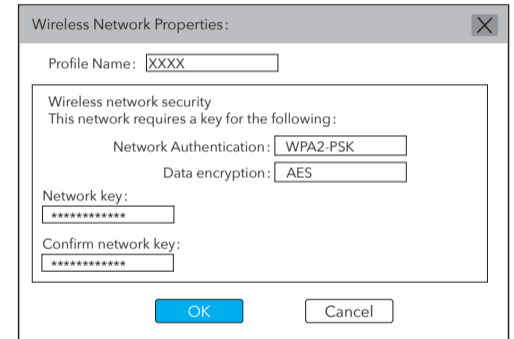 Wireless Network Properties:
Profile Name: XXXX
Wireless network security
This network requires a key for the following:
Network Authentication: WPA2-PSK
Data encryption: AES
Network key:
************
Confirm network key:
************
OK Cancel